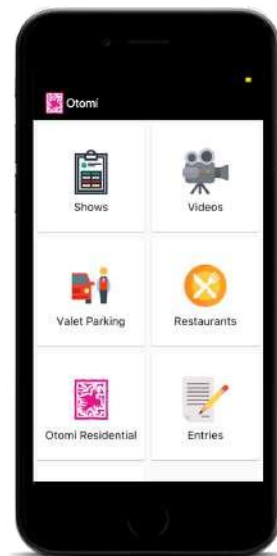 Otomi
Shows
Videos
Valet Parking
Restaurants
Otomi Residential
Entries